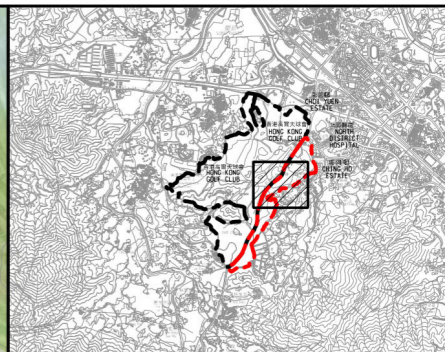 彩園邨
CHOI YUEN
ESTATE
香港高爾夫球會
HONG KONG
GOLF CLUB
北區醫院
NORTH
DISTRICT
HOSPITAL
清河邨
CHING HO
ESTATE
香港高爾夫球會
HONG KONG
GOLF CLUB